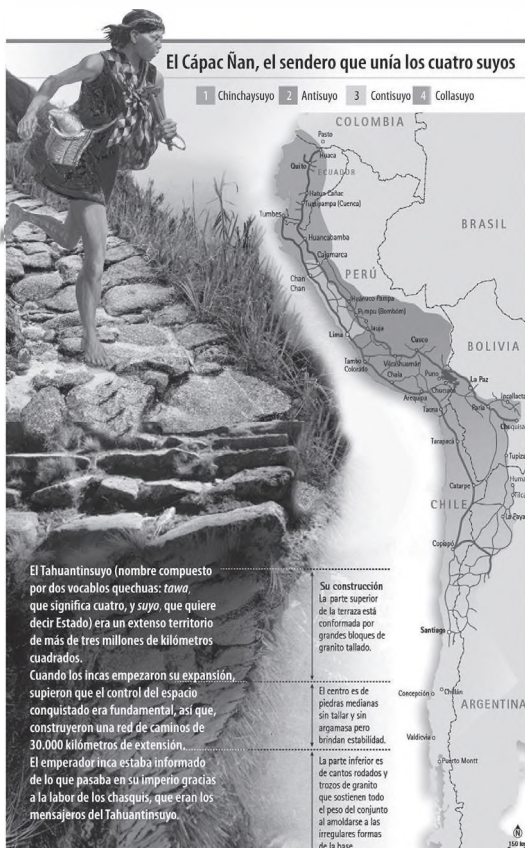 El Cápac Ñan, el sendero que unía los cuatro suyos
1 Chinchaysuyo 2 Antisuyo 3 Contisuyo 4 Collasuyo
COLOMBIA
Pasto
Huaca
Quito
ECUADOR
Hatun Cañac
(Cuenca)
Tumbes
BRASIL
Huancabamba
Cajamarca
PERÚ
Chan
Chan
Huánuco Pampa
Pumpu (Bombóm)
Jauja
Lima
Cusco
BOLIVIA
Tambo
Colorado
Vilcashuamán
Chala
Puno
La Paz
Chucuito
Arequipa
Paria
Incallacta
Tacna
Chuquisa
Tarapacá
Tupiza
Catarpe
CHILE
La Paya
Copiapó
Santiago
Concepción
Chillán
ARGENTINA
Valdivia
Puerto Montt
El Tahuantinsuyo (nombre compuesto
por dos vocablos quechuas: tawa,
que significa cuatro, y suyo, que quiere
decir Estado) era un extenso territorio
de más de tres millones de kilómetros
cuadrados.
Cuando los incas empezaron su expansión,
supieron que el control del espacio
conquistado era fundamental, así que,
construyeron una red de caminos de
30.000 kilómetros de extensión.
El emperador inca estaba informado
de lo que pasaba en su imperio gracias
a la labor de los chasquis, que eran los
mensajeros del Tahuantinsuyo.
Su construcción
La parte superior
de la terraza está
conformada por
grandes bloques de
granito tallado.
El centro es de
piedras medianas
sin tallar y sin
argamasa pero
brindan estabilidad.
La parte inferior es
de cantos rodados y
trozos de granito
que sostienen todo
el peso del conjunto
al amoldarse a las
irregulares formas
de la base.
N